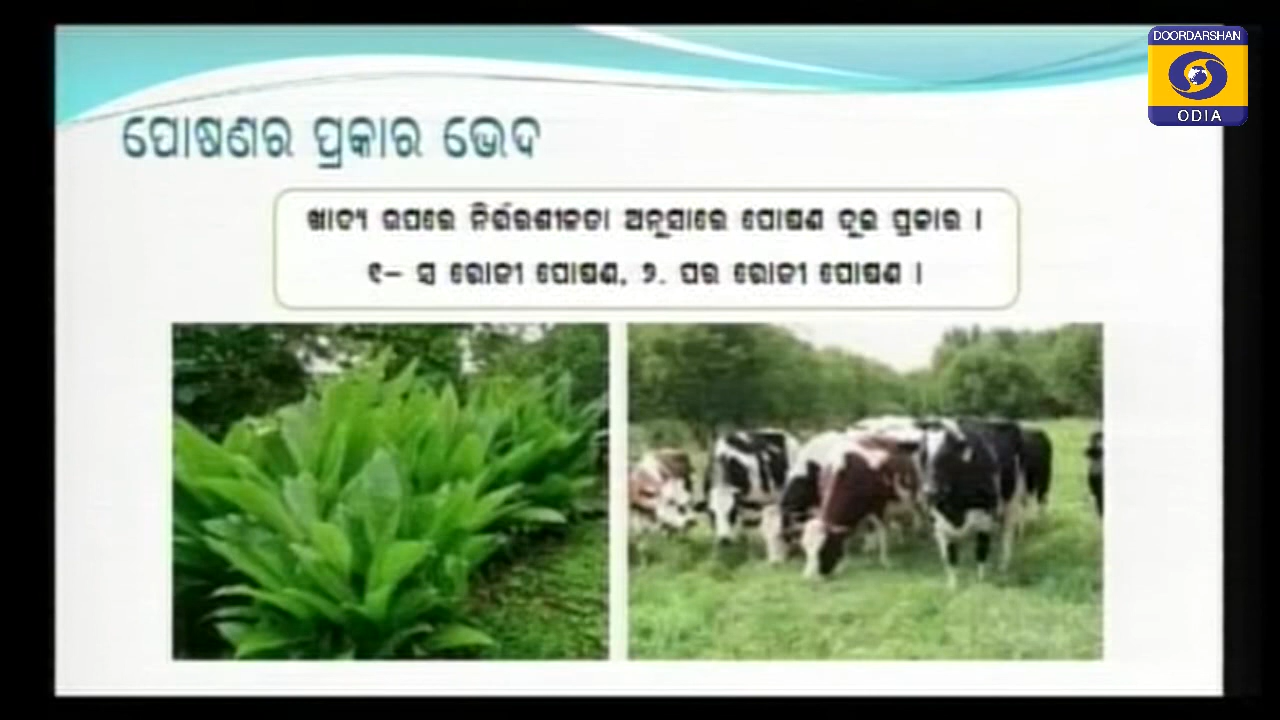 DOORDARSHAN
ODIA
ପୋଷଣର ପ୍ରକାର ଭେଦ
ଖାଦ୍ୟ ଉପରେ ନିର୍ଭରଶୀଳତା ଅନୁସାରେ ପୋଷଣ ଦୁଇ ପ୍ରକାର ।
୧- ସ୍ୱ ଭୋଜୀ ପୋଷଣ, ୨. ପର ଭୋଜୀ ପୋଷଣ ।